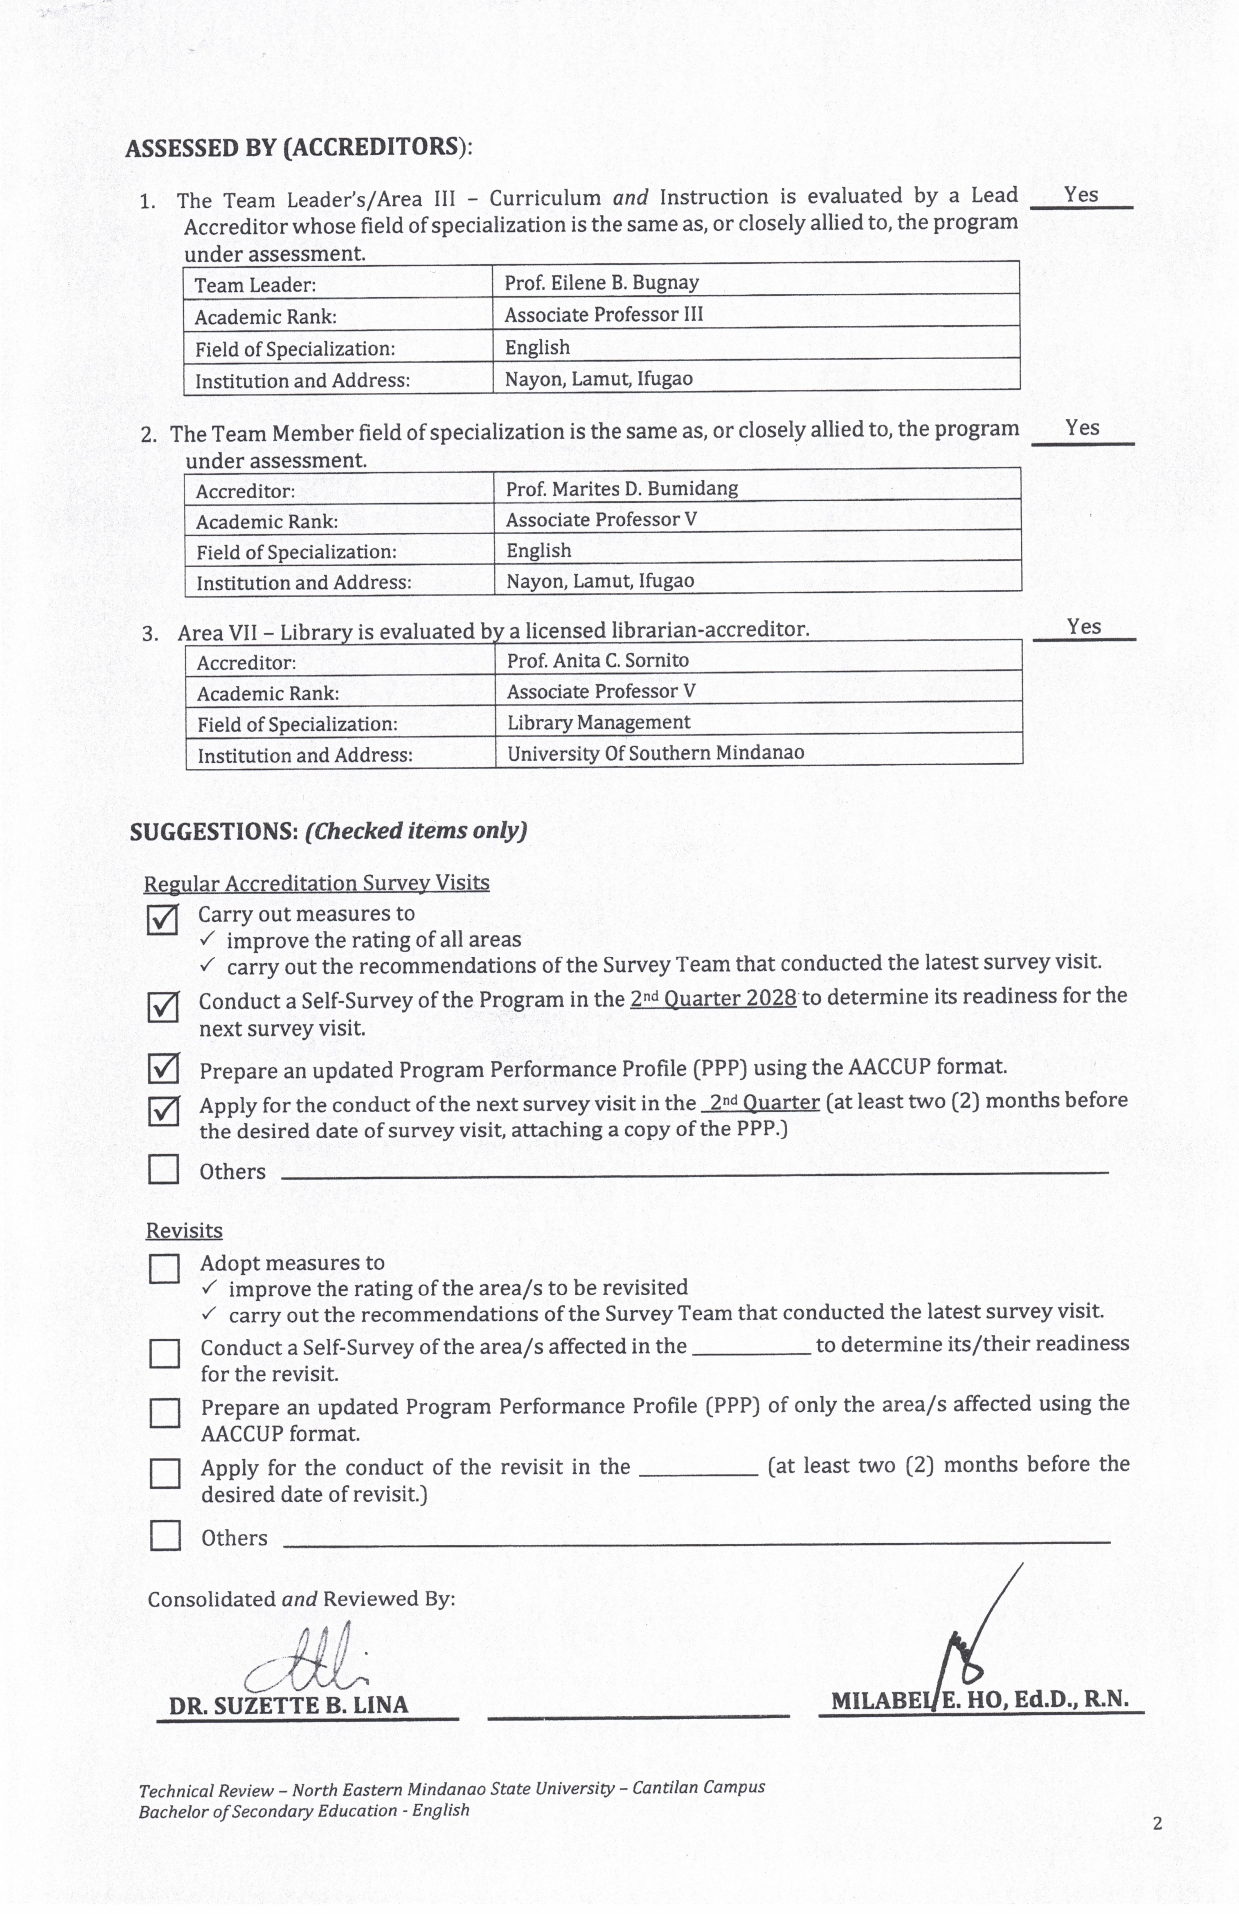 ASSESSED BY (ACCREDITORS):
1. The Team Leader's/Area III – Curriculum and Instruction is evaluated by a Lead Yes
Accreditor whose field of specialization is the same as, or closely allied to, the program
under assessment.
Team Leader: Prof. Eilene B. Bugnay
Academic Rank: Associate Professor III
Field of Specialization: English
Institution and Address: Nayon, Lamut, Ifugao
2. The Team Member field of specialization is the same as, or closely allied to, the program Yes
under assessment.
Accreditor: Prof. Marites D. Bumidang
Academic Rank: Associate Professor V
Field of Specialization: English
Institution and Address: Nayon, Lamut, Ifugao
3. Area VII – Library is evaluated by a licensed librarian-accreditor. Yes
Accreditor: Prof. Anita C. Sornito
Academic Rank: Associate Professor V
Field of Specialization: Library Management
Institution and Address: University Of Southern Mindanao
SUGGESTIONS: (Checked items only)
Regular Accreditation Survey Visits
☑ Carry out measures to
✓ improve the rating of all areas
✓ carry out the recommendations of the Survey Team that conducted the latest survey visit.
☑ Conduct a Self-Survey of the Program in the 2nd Quarter 2028 to determine its readiness for the
next survey visit.
☑ Prepare an updated Program Performance Profile (PPP) using the AACCUP format.
☑ Apply for the conduct of the next survey visit in the 2nd Quarter (at least two (2) months before
the desired date of survey visit, attaching a copy of the PPP.)
☐ Others ____________
Revisits
☐ Adopt measures to
✓ improve the rating of the area/s to be revisited
✓ carry out the recommendations of the Survey Team that conducted the latest survey visit.
☐ Conduct a Self-Survey of the area/s affected in the __________ to determine its/their readiness
for the revisit.
☐ Prepare an updated Program Performance Profile (PPP) of only the area/s affected using the
AACCUP format.
☐ Apply for the conduct of the revisit in the __________ (at least two (2) months before the
desired date of revisit.)
☐ Others ____________
Consolidated and Reviewed By:
DR. SUZETTE B. LINA MILABEL E. HO, Ed.D., R.N.
Technical Review – North Eastern Mindanao State University – Cantilan Campus
Bachelor of Secondary Education - English
2